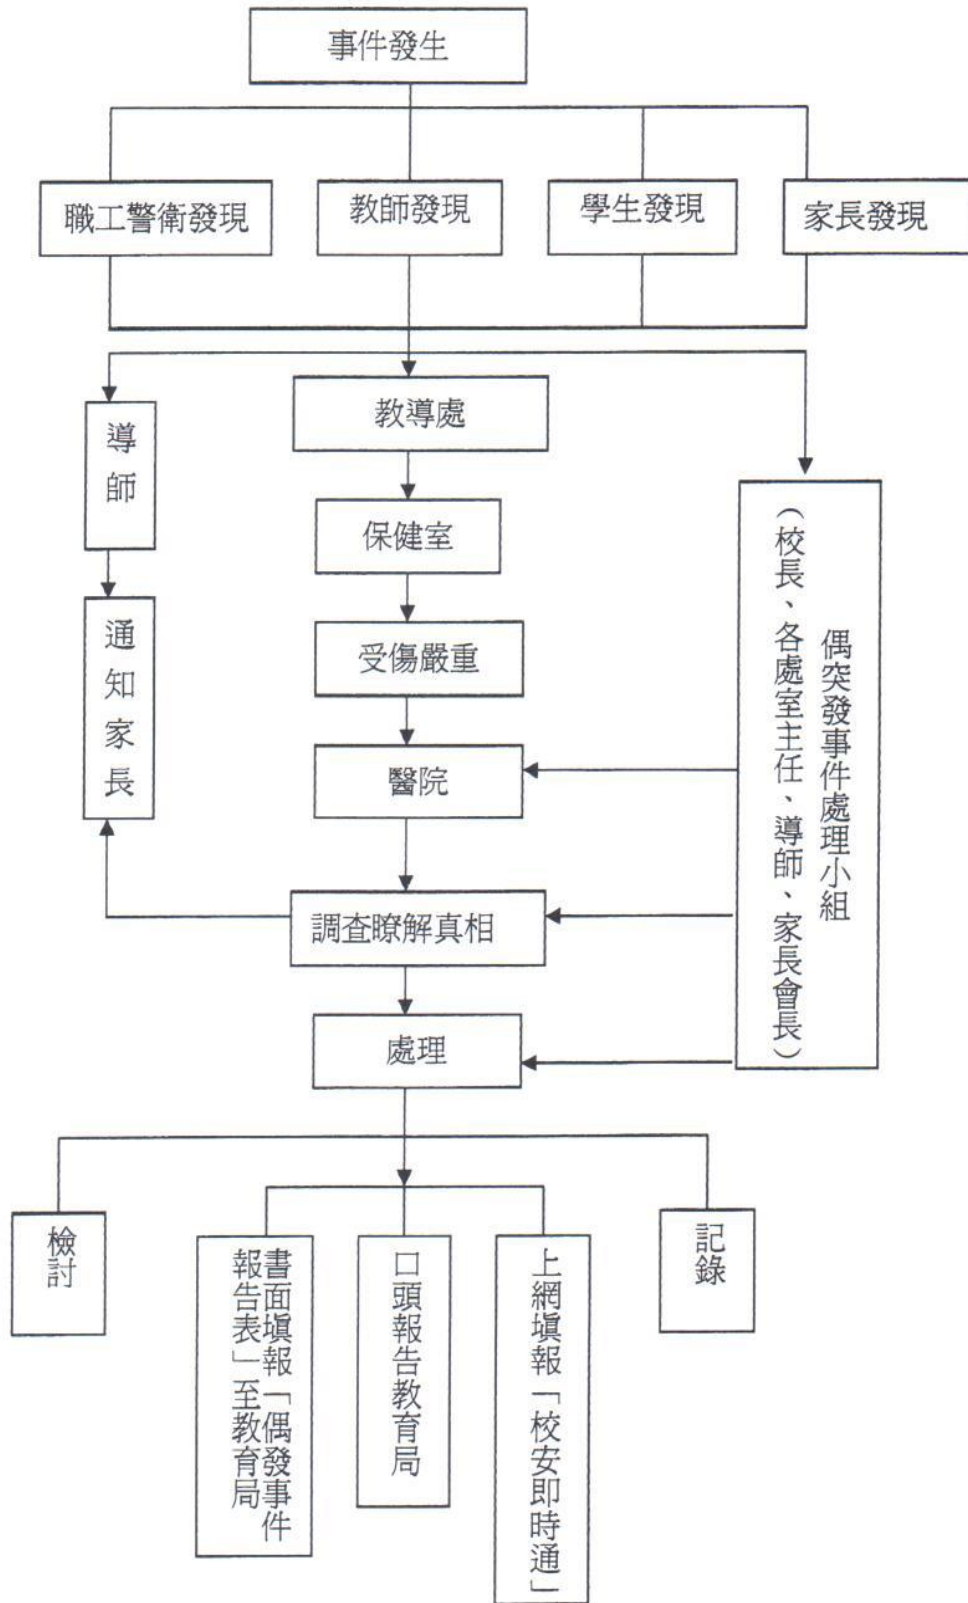 事件發生
職工警衛發現
教師發現
學生發現
家長發現
導師
教導處
保健室
通知家長
受傷嚴重
偶突發事件處理小組
（校長、各處室主任、導師、家長會長）
醫院
調查瞭解真相
處理
檢討
書面填報「偶發事件
報告表」至教育局
口頭報告教育局
上網填報「校安即時通」
記錄